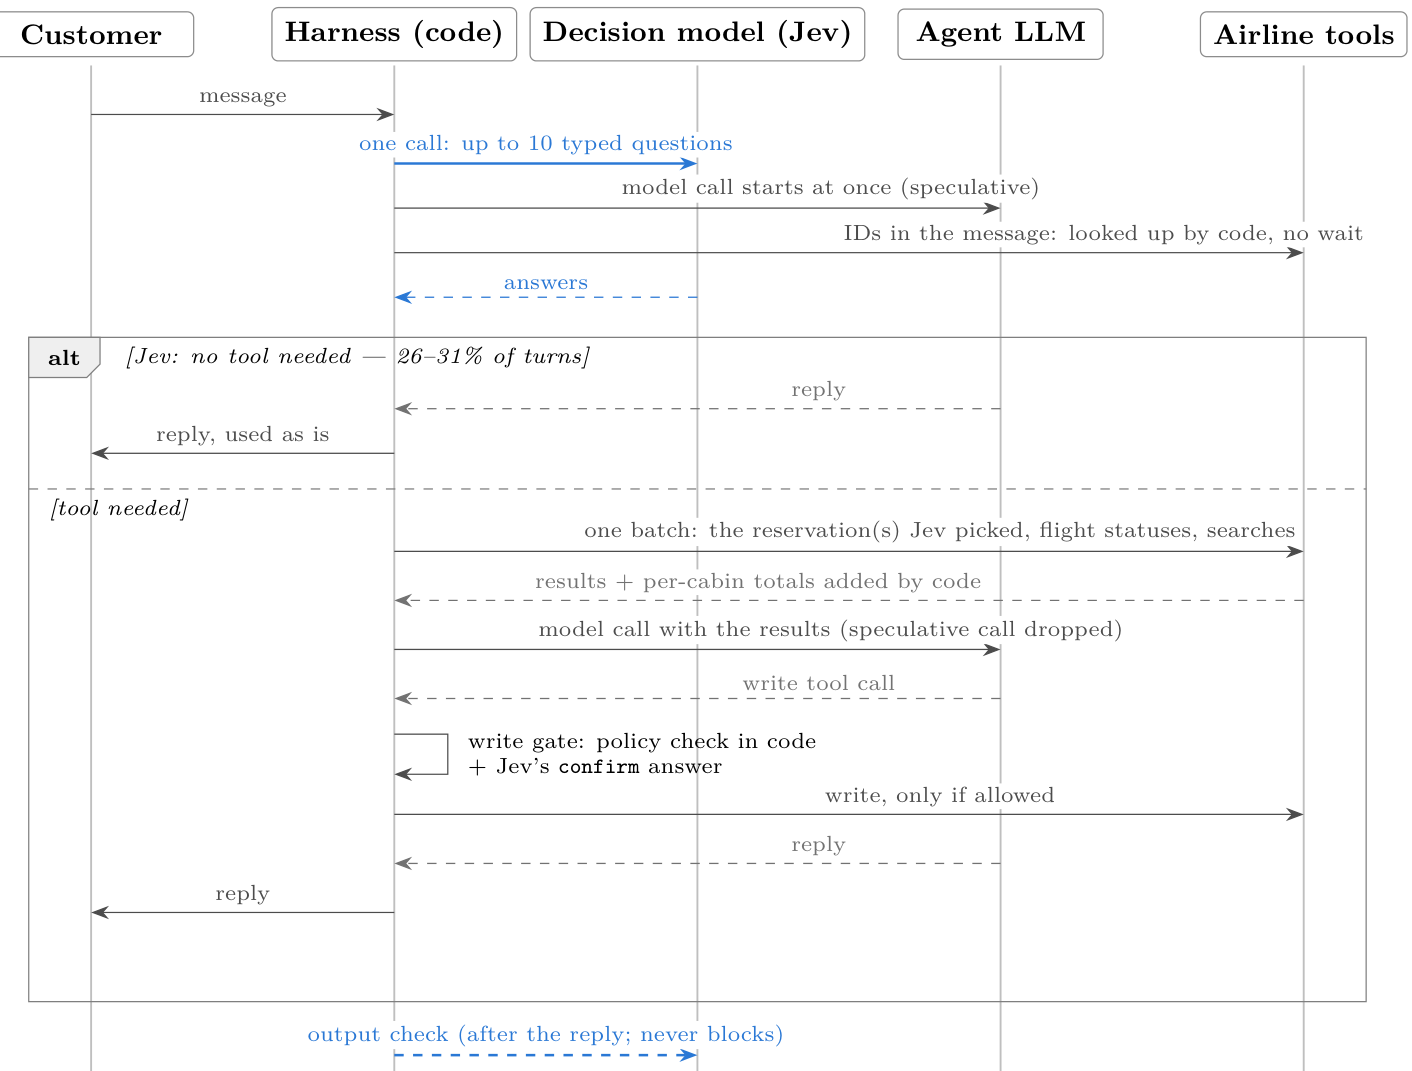 Customer
Harness (code)
Decision model (Jev)
Agent LLM
Airline tools
message
one call: up to 10 typed questions
model call starts at once (speculative)
IDs in the message: looked up by code, no wait
answers
alt
[Jev: no tool needed — 26–31% of turns]
reply
reply, used as is
[tool needed]
one batch: the reservation(s) Jev picked, flight statuses, searches
results + per-cabin totals added by code
model call with the results (speculative call dropped)
write tool call
write gate: policy check in code
+ Jev's confirm answer
write, only if allowed
reply
reply
output check (after the reply; never blocks)